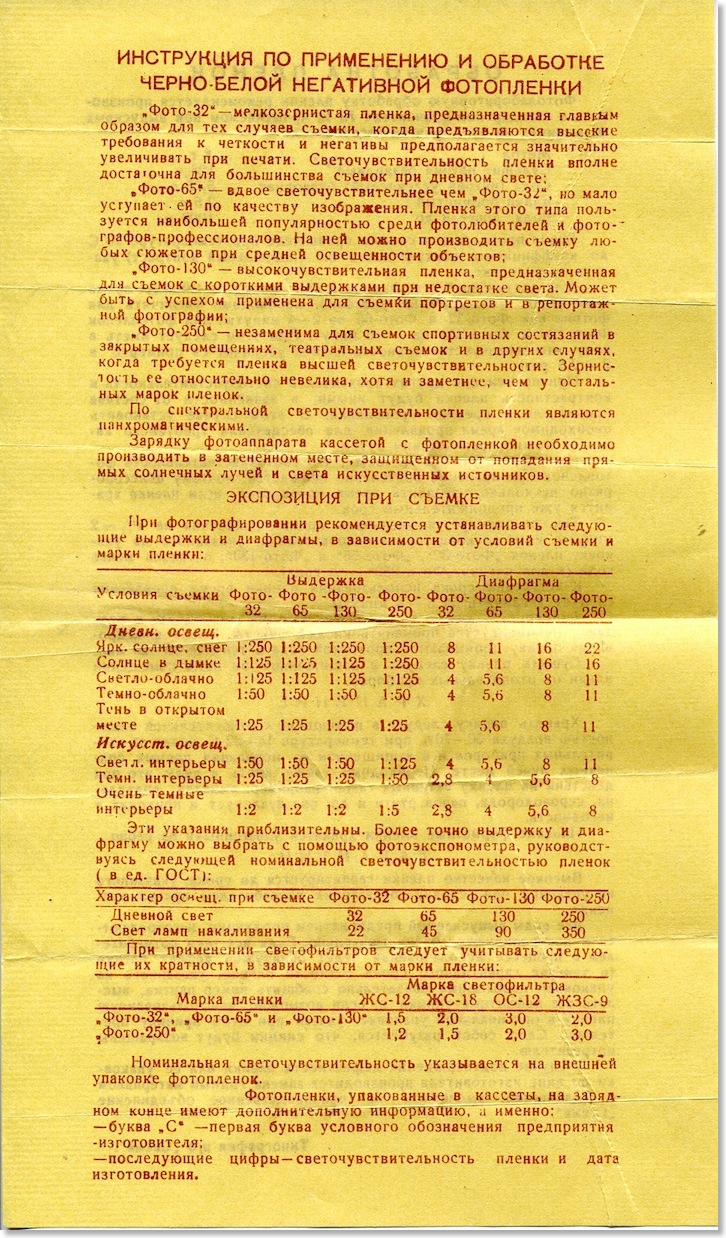 ИНСТРУКЦИЯ ПО ПРИМЕНЕНИЮ И ОБРАБОТКЕ
ЧЕРНО-БЕЛОЙ НЕГАТИВНОЙ ФОТОПЛЕНКИ
„Фото-32“—мелкозернистая пленка, предназначенная главным
образом для тех случаев съемки, когда предъявляются высокие
требования к четкости и негативы предполагается значительно
увеличивать при печати. Светочувствительность пленки вполне
достаточна для большинства съемок при дневном свете;
„Фото-65“ — вдвое светочувствительнее чем „Фото-32“, но мало
уступает ей по качеству изображения. Пленка этого типа поль-
зуется наибольшей популярностью среди фотолюбителей и фото-
графов-профессионалов. На ней можно производить съемку лю-
бых сюжетов при средней освещенности объектов;
„Фото-130“ — высокочувствительная пленка, предназначенная
для съемок с короткими выдержками при недостатке света. Может
быть с успехом применена для съемки портретов и в репортаж-
ной фотографии;
„Фото-250“ — незаменима для съемок спортивных состязаний в
закрытых помещениях, театральных съемок и в других случаях,
когда требуется пленка высшей светочувствительности. Зернис-
тость ее относительно невелика, хотя и заметнее, чем у осталь-
ных марок пленок.
По спектральной светочувствительности пленки являются
панхроматическими.
Зарядку фотоаппарата кассетой с фотопленкой необходимо
производить в затененном месте, защищенном от попадания пря-
мых солнечных лучей и света искусственных источников.
ЭКСПОЗИЦИЯ ПРИ СЪЕМКЕ
При фотографировании рекомендуется устанавливать следую-
щие выдержки и диафрагмы, в зависимости от условий съемки и
марки пленки:
Выдержка Диафрагма
Условия съемки Фото- Фото -Фото- Фото- Фото- Фото- Фото- Фото-
32 65 130 250 32 65 130 250
Дневн. освещ.
Ярк. солнце, снег 1:250 1:250 1:250 1:250 8 11 16 22
Солнце в дымке 1:125 1:125 1:125 1:250 8 11 16 16
Светло-облачно 1:125 1:125 1:125 1:125 4 5,6 8 11
Темно-облачно 1:50 1:50 1:50 1:50 4 5,6 8 11
Тень в открытом
месте 1:25 1:25 1:25 1:25 4 5,6 8 11
Искусст. освещ.
Светл. интерьеры 1:50 1:50 1:50 1:125 4 5,6 8 11
Темн. интерьеры 1:25 1:25 1:25 1:50 2,8 4 5,6 8
Очень темные
интерьеры 1:2 1:2 1:2 1:5 2,8 4 5,6 8
Эти указания приблизительны. Более точно выдержку и диа-
фрагму можно выбрать с помощью фотоэкспонометра, руководст-
вуясь следующей номинальной светочувствительностью пленок
( в ед. ГОСТ):
Характер освещ. при съемке Фото-32 Фото-65 Фото-130 Фото-250
Дневной свет 32 65 130 250
Свет ламп накаливания 22 45 90 350
При применении светофильтров следует учитывать следую-
щие их кратности, в зависимости от марки пленки:
Марка светофильтра
Марка пленки ЖС-12 ЖС-18 ОС-12 ЖЗС-9
„Фото-32“, „Фото-65“ и „Фото-130“ 1,5 2,0 3,0 2,0
„Фото-250“ 1,2 1,5 2,0 3,0
Номинальная светочувствительность указывается на внешней
упаковке фотопленок.
Фотопленки, упакованные в кассеты, на заряд-
ном конце имеют дополнительную информацию, а именно:
—буква „С“ —первая буква условного обозначения предприятия
-изготовителя;
—последующие цифры—светочувствительность пленки и дата
изготовления.